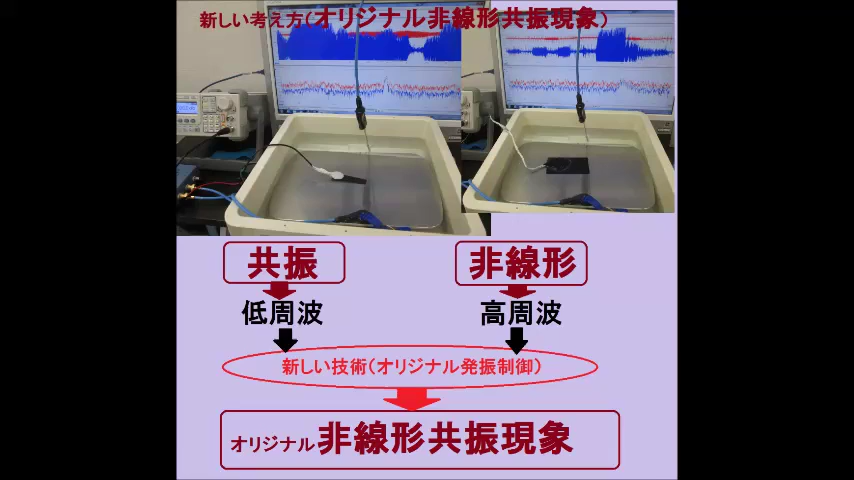 新しい考え方（オリジナル非線形共振現象）
共振
非線形
低周波
高周波
新しい技術（オリジナル発振制御）
オリジナル非線形共振現象